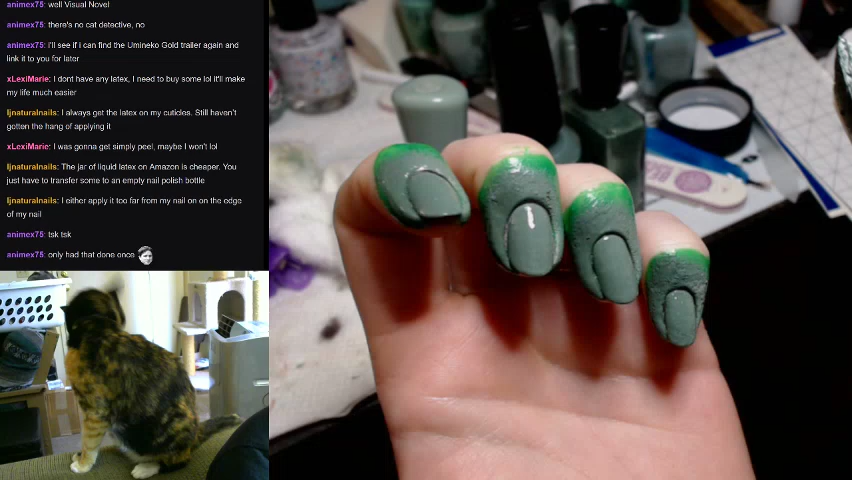 animex75: well Visual Novel
animex75: there's no cat detective, no
animex75: I'll see if i can find the Umineko Gold trailer again and
link it to you for later
xLexiMarie: I dont have any latex, I need to buy some lol it'll make
my life much easier
ljnaturalnails: I always get the latex on my cuticles. Still haven't
gotten the hang of applying it
xLexiMarie: I was gonna get simply peel, maybe I won't lol
ljnaturalnails: The jar of liquid latex on Amazon is cheaper. You
just have to transfer some to an empty nail polish bottle
ljnaturalnails: I either apply it too far from my nail on on the edge
of my nail
animex75: tsk tsk
animex75: only had that done once